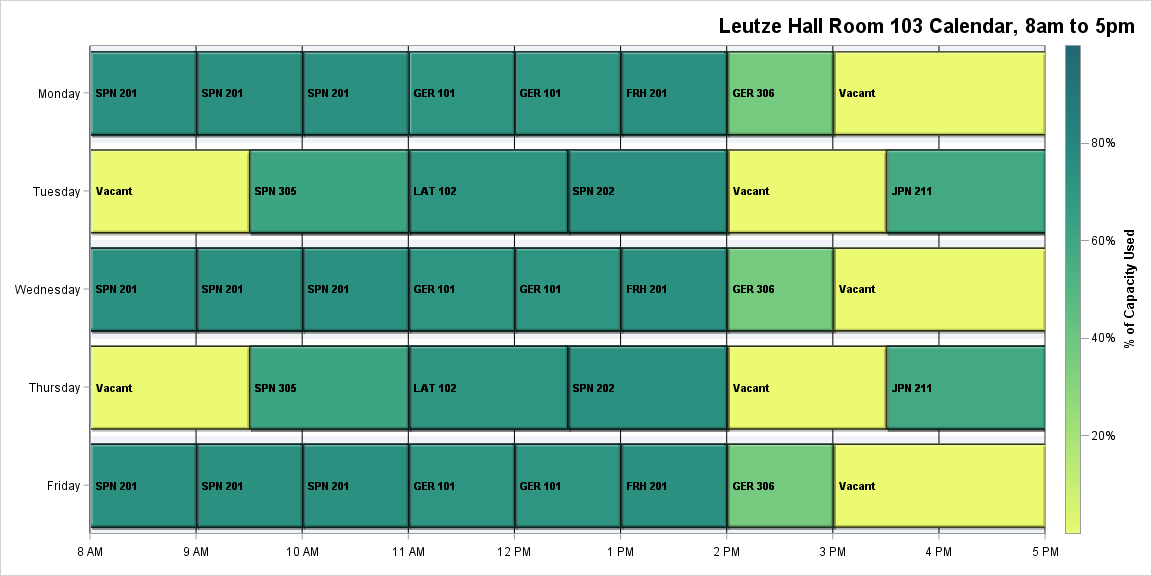 Leutze Hall Room 103 Calendar, 8am to 5pm
Monday
SPN 201
SPN 201
SPN 201
GER 101
GER 101
FRH 201
GER 306
Vacant
Tuesday
Vacant
SPN 305
LAT 102
SPN 202
Vacant
JPN 211
Wednesday
SPN 201
SPN 201
SPN 201
GER 101
GER 101
FRH 201
GER 306
Vacant
Thursday
Vacant
SPN 305
LAT 102
SPN 202
Vacant
JPN 211
Friday
SPN 201
SPN 201
SPN 201
GER 101
GER 101
FRH 201
GER 306
Vacant
8 AM
9 AM
10 AM
11 AM
12 PM
1 PM
2 PM
3 PM
4 PM
5 PM
80%
60%
40%
20%
% of Capacity Used